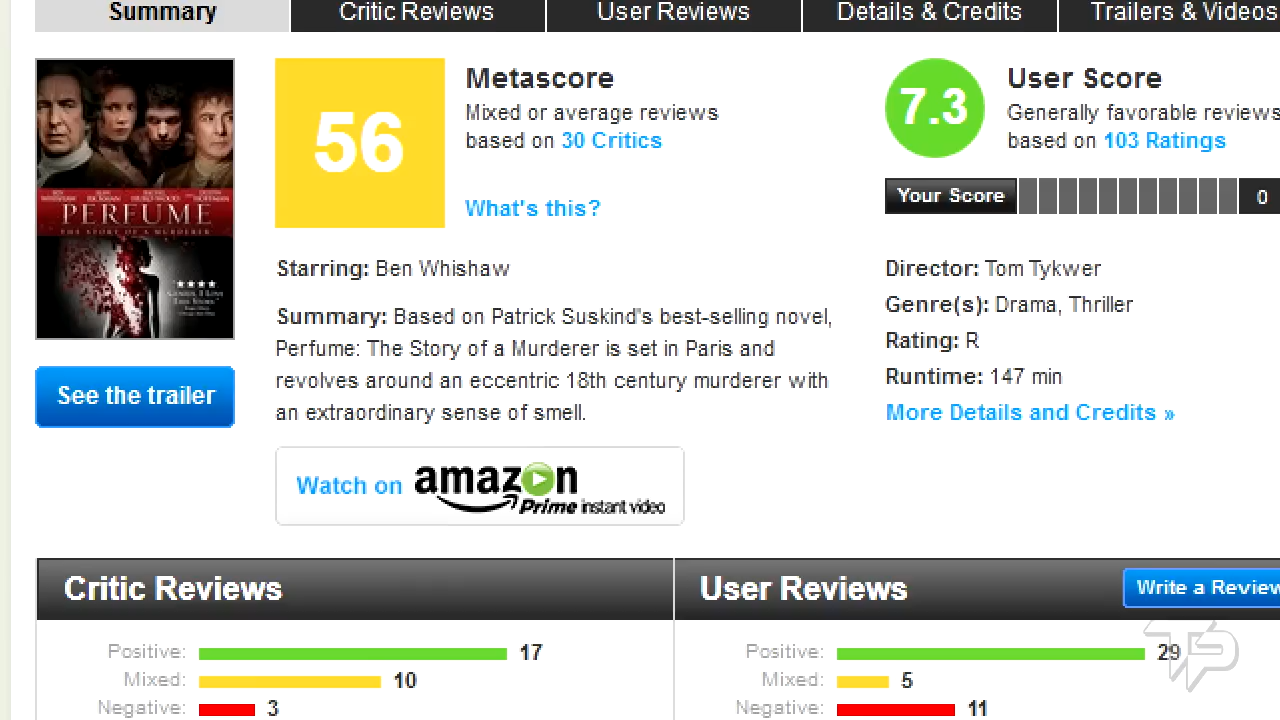 Summary
Critic Reviews
User Reviews
Details & Credits
Trailers & Videos
PERFUME
THE STORY OF A MURDERER
See the trailer
56
Metascore
Mixed or average reviews
based on 30 Critics
What's this?
7.3
User Score
Generally favorable reviews
based on 103 Ratings
Your Score
0
Starring: Ben Whishaw
Summary: Based on Patrick Suskind's best-selling novel,
Perfume: The Story of a Murderer is set in Paris and
revolves around an eccentric 18th century murderer with
an extraordinary sense of smell.
Director: Tom Tykwer
Genre(s): Drama, Thriller
Rating: R
Runtime: 147 min
More Details and Credits »
Watch on amazon
Prime instant video
Critic Reviews
Positive: 17
Mixed: 10
Negative: 3
User Reviews
Write a Review
Positive: 29
Mixed: 5
Negative: 11